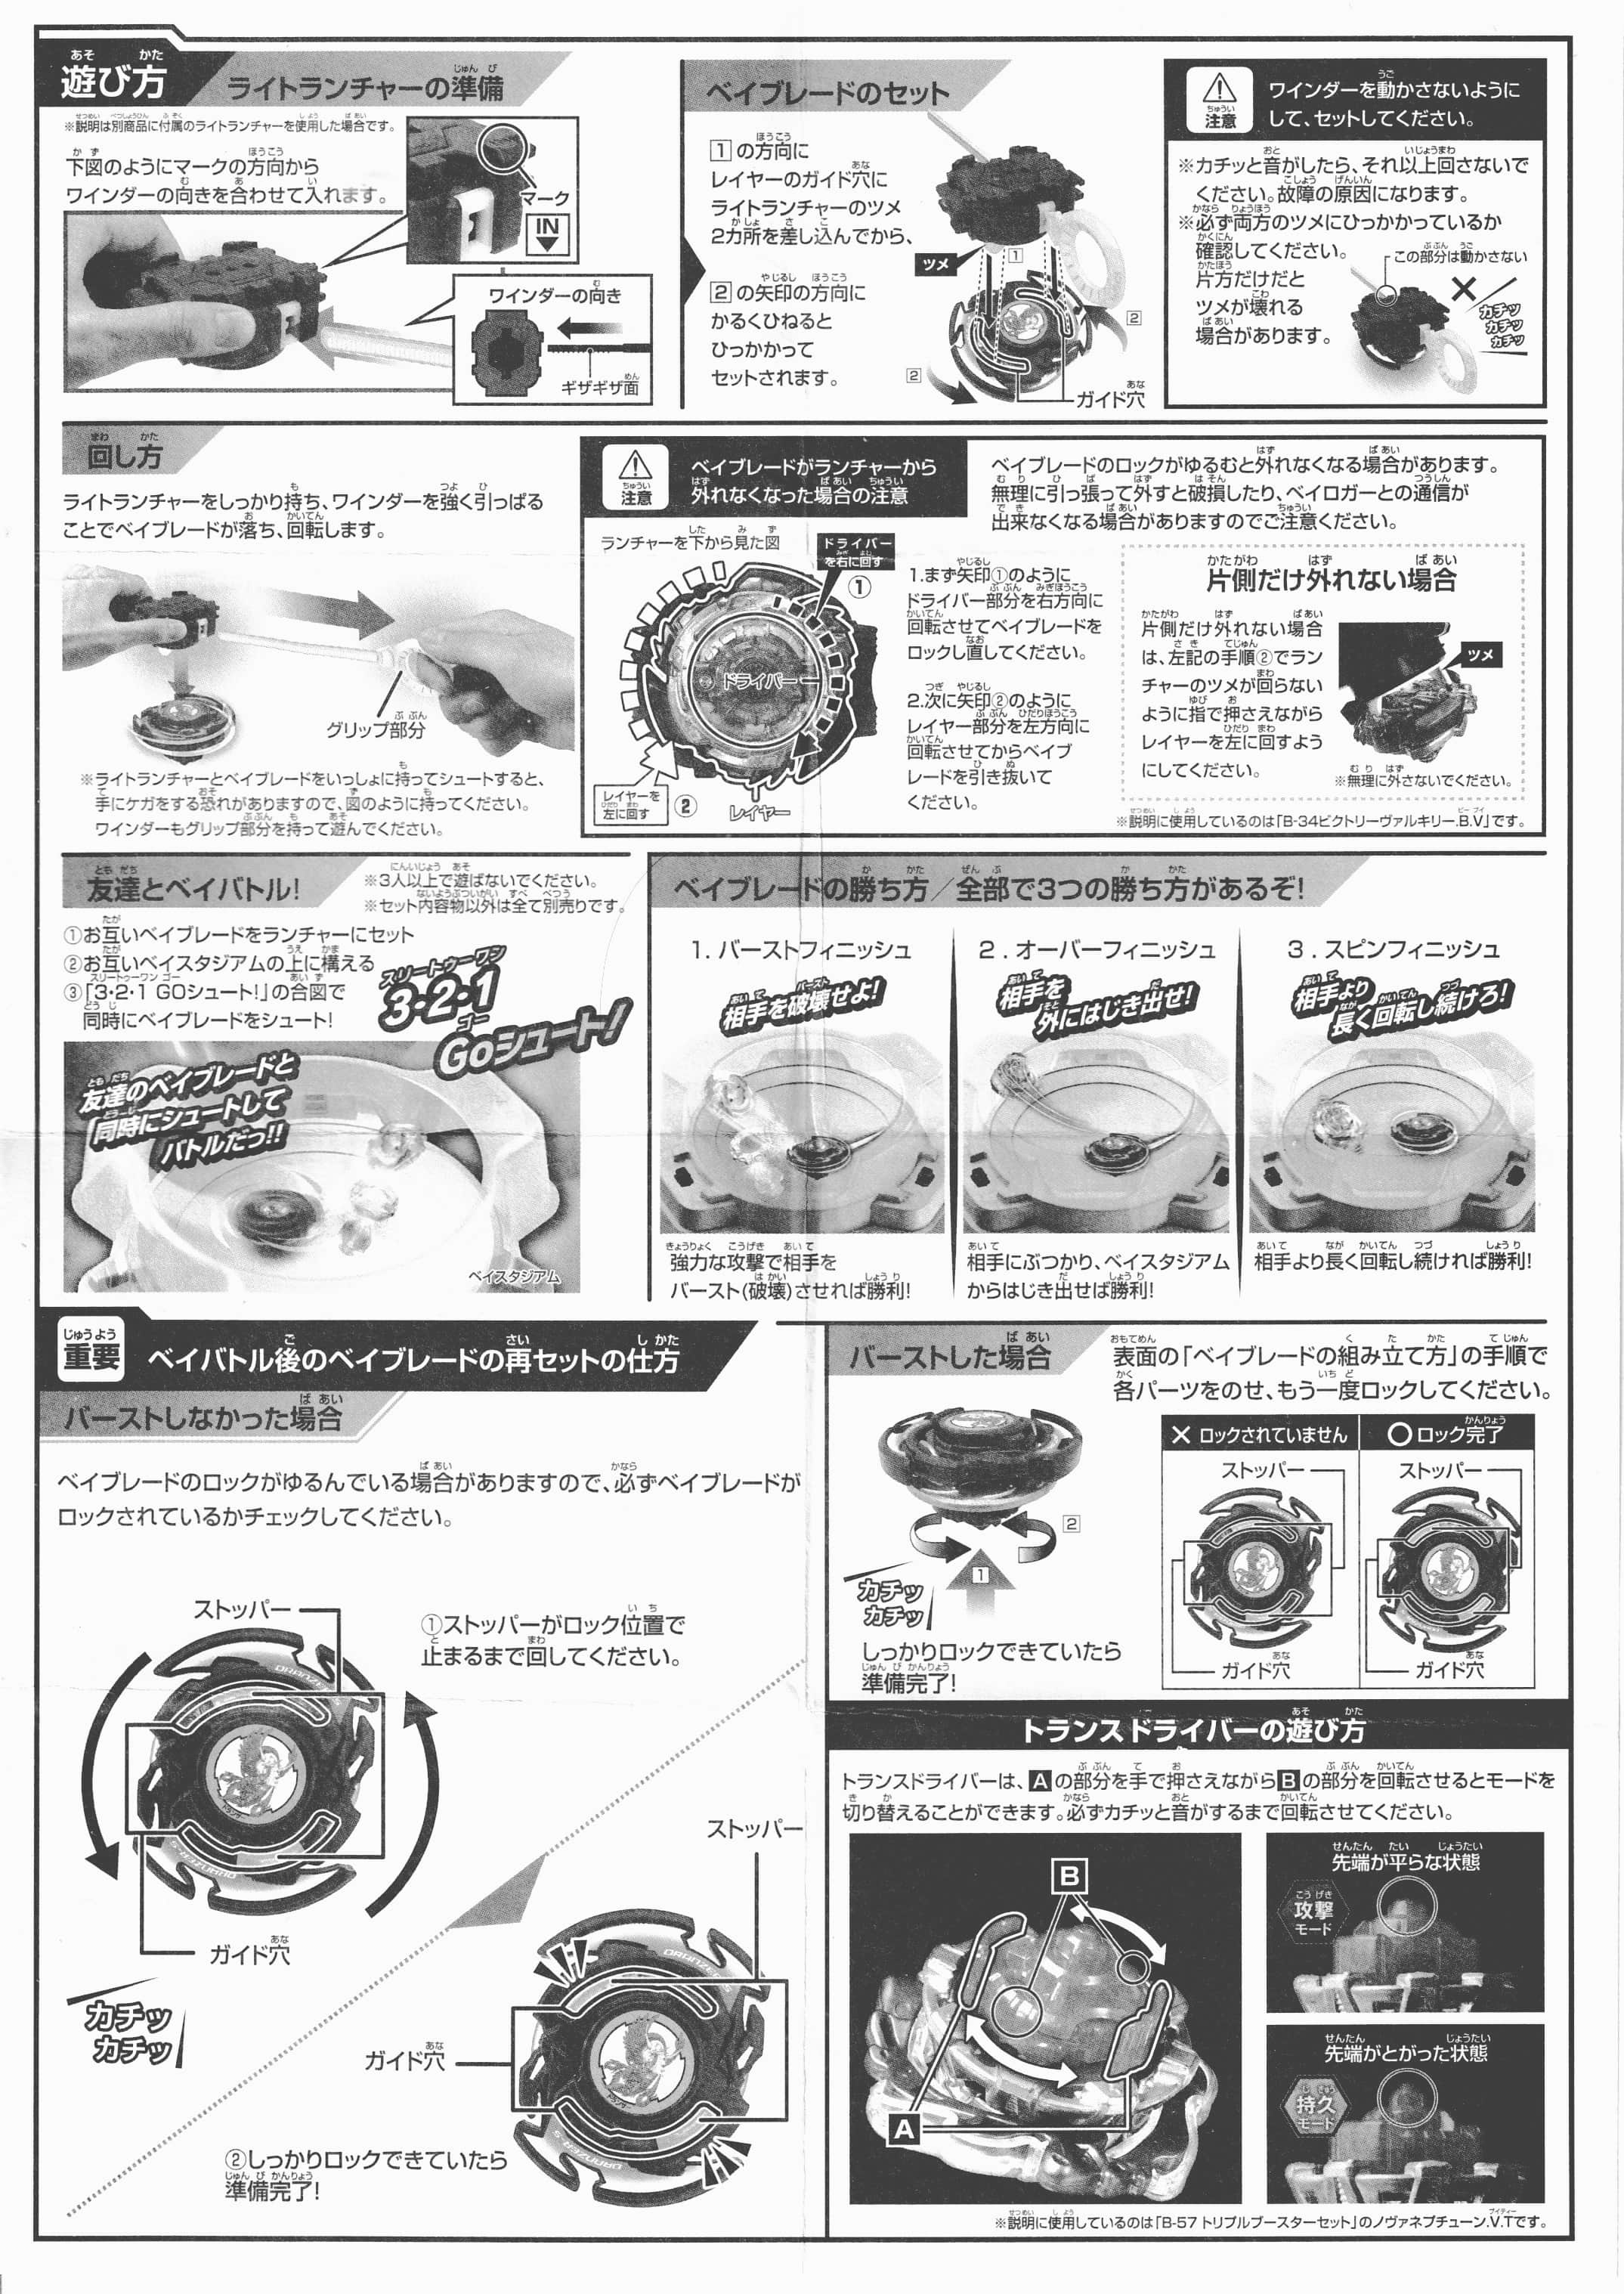 遊び方
ライトランチャーの準備
※説明は別商品に付属のライトランチャーを使用した場合です。
下図のようにマークの方向から
ワインダーの向きを合わせて入れます。
マーク
IN
ワインダーの向き
ギザギザ面
ベイブレードのセット
1の方向に
レイヤーのガイド穴に
ライトランチャーのツメ
2カ所を差し込んでから、
2の矢印の方向に
かるくひねると
ひっかかって
セットされます。
ツメ
1
2
2
ガイド穴
注意
ワインダーを動かさないように
して、セットしてください。
※カチッと音がしたら、それ以上回さないで
ください。故障の原因になります。
※必ず両方のツメにひっかかっているか
確認してください。
片方だけだと
ツメが壊れる
場合があります。
この部分は動かさない
カチッ
カチッ
カチッ
回し方
ライトランチャーをしっかり持ち、ワインダーを強く引っぱる
ことでベイブレードが落ち、回転します。
グリップ部分
※ライトランチャーとベイブレードをいっしょに持ってシュートすると、
手にケガをする恐れがありますので、図のように持ってください。
ワインダーもグリップ部分を持って遊んでください。
注意
ベイブレードがランチャーから
外れなくなった場合の注意
ベイブレードのロックがゆるむと外れなくなる場合があります。
無理に引っ張って外すと破損したり、ベイロガーとの通信が
出来なくなる場合がありますのでご注意ください。
ランチャーを下から見た図
ドライバー
を右に回す
①
ドライバー
レイヤーを
左に回す
②
レイヤー
1.まず矢印①のように
ドライバー部分を右方向に
回転させてベイブレードを
ロックし直してください。
2.次に矢印②のように
レイヤー部分を左方向に
回転させてからベイブ
レードを引き抜いて
ください。
片側だけ外れない場合
片側だけ外れない場合
は、左記の手順②でラン
チャーのツメが回らない
ように指で押さえながら
レイヤーを左に回すよう
にしてください。
ツメ
※無理に外さないでください。
※説明に使用しているのは「B-34ビクトリーヴァルキリー.B.V」です。
友達とベイバトル!
※3人以上で遊ばないでください。
※セット内容物以外は全て別売りです。
①お互いベイブレードをランチャーにセット
②お互いベイスタジアムの上に構える
③「3・2・1 GOシュート!」の合図で
同時にベイブレードをシュート!
スリートゥーワン
3・2・1
ゴー
Goシュート!
友達のベイブレードと
同時にシュートして
バトルだっ!!
ベイスタジアム
ベイブレードの勝ち方/全部で3つの勝ち方があるぞ!
1. バーストフィニッシュ
相手を破壊せよ!
強力な攻撃で相手を
バースト(破壊)させれば勝利!
2. オーバーフィニッシュ
相手を
外にはじき出せ!
相手にぶつかり、ベイスタジアム
からはじき出せば勝利!
3. スピンフィニッシュ
相手より
長く回転し続けろ!
相手より長く回転し続ければ勝利!
重要
ベイバトル後のベイブレードの再セットの仕方
バーストしなかった場合
ベイブレードのロックがゆるんでいる場合がありますので、必ずベイブレードが
ロックされているかチェックしてください。
ストッパー
①ストッパーがロック位置で
止まるまで回してください。
ガイド穴
カチッ
カチッ
ストッパー
ガイド穴
②しっかりロックできていたら
準備完了!
バーストした場合
表面の「ベイブレードの組み立て方」の手順で
各パーツをのせ、もう一度ロックしてください。
2
1
カチッ
カチッ
しっかりロックできていたら
準備完了!
×ロックされていません
ストッパー
ガイド穴
○ロック完了
ストッパー
ガイド穴
トランスドライバーの遊び方
トランスドライバーは、Aの部分を手で押さえながらBの部分を回転させるとモードを
切り替えることができます。必ずカチッと音がするまで回転させてください。
B
A
先端が平らな状態
攻撃
モード
先端がとがった状態
持久
モード
※説明に使用しているのは「B-57 トリプルブースターセット」のノヴァネプチューン.V.Tです。